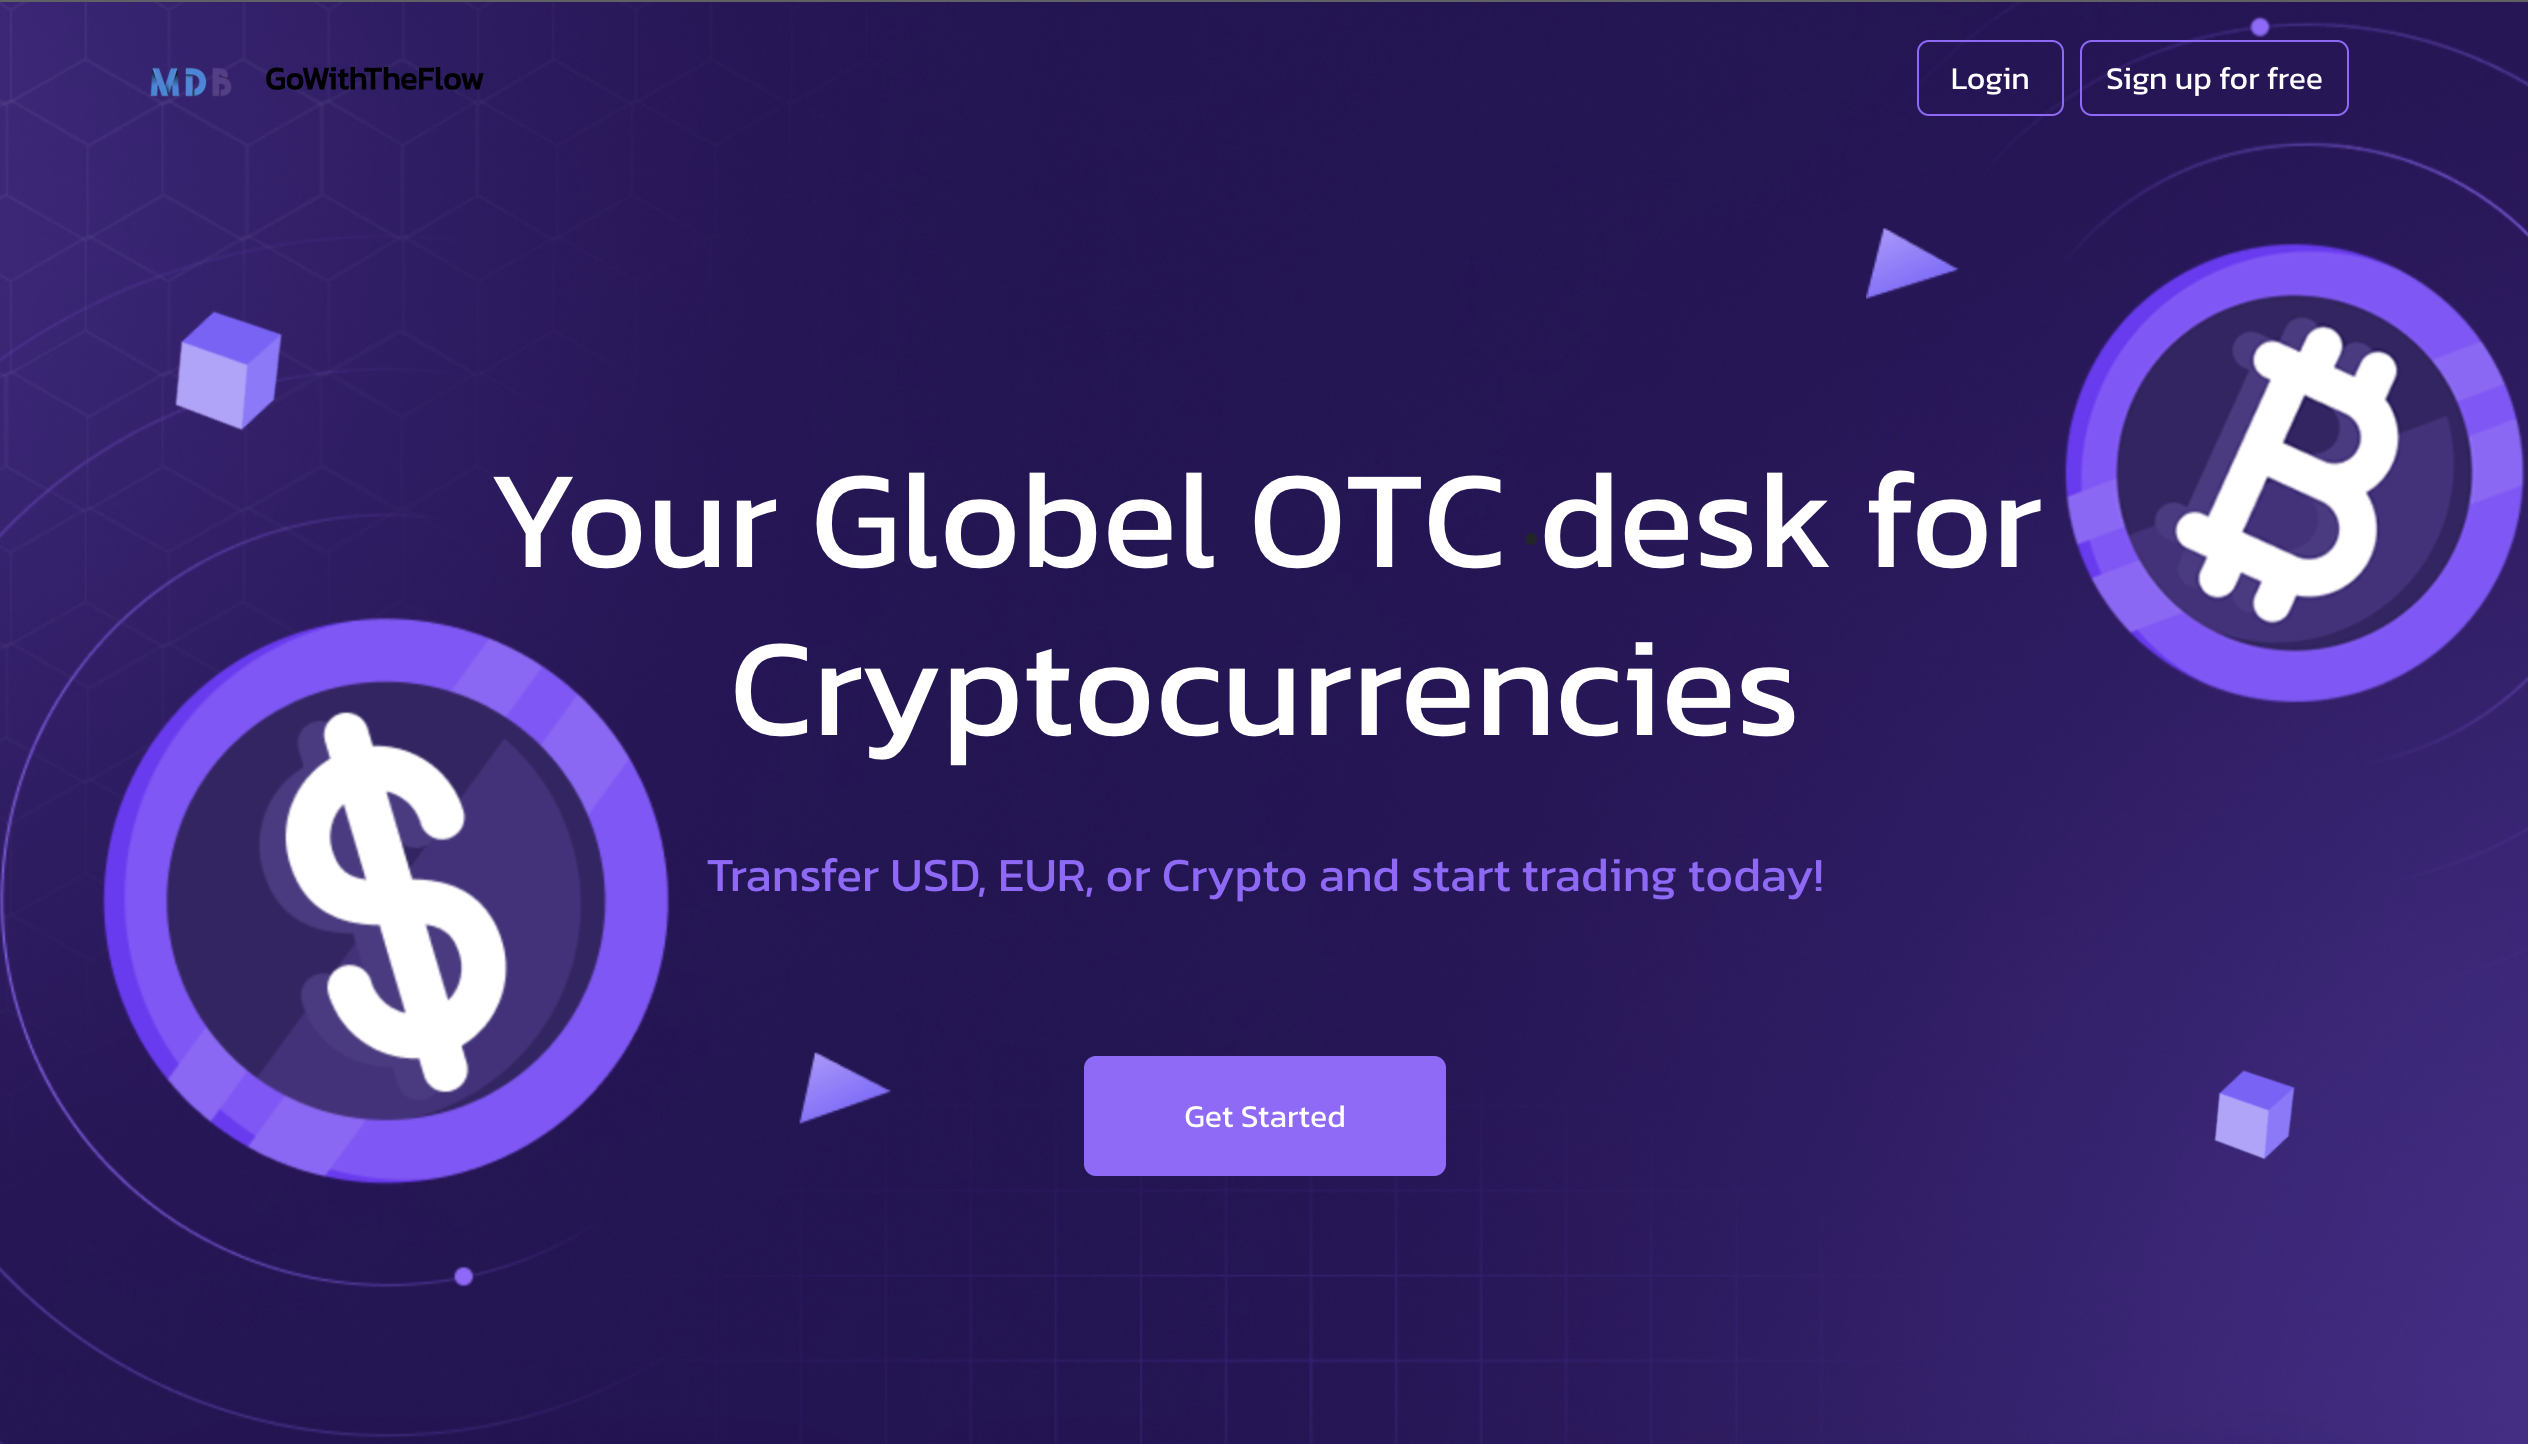 MDB GoWithTheFlow
Login
Sign up for free
Your Globel OTC desk for
Cryptocurrencies
Transfer USD, EUR, or Crypto and start trading today!
Get Started